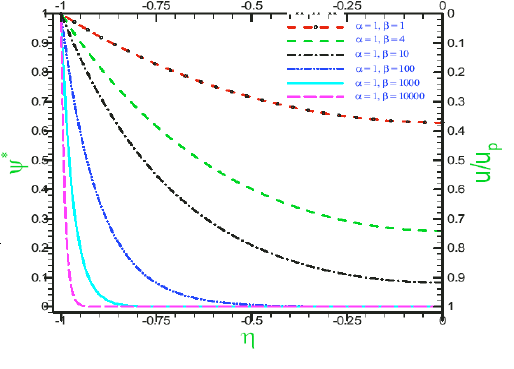 -1 -0.75 -0.5 -0.25 0
1 0
0.9 0.1
0.8 0.2
0.7 0.3
0.6 0.4
0.5 0.5
0.4 0.6
0.3 0.7
0.2 0.8
0.1 0.9
0 1
α = 1, β = 1
α = 1, β = 4
α = 1, β = 10
α = 1, β = 100
α = 1, β = 1000
α = 1, β = 10000
ψ*
u/u_p
-1 -0.75 -0.5 -0.25 0
η